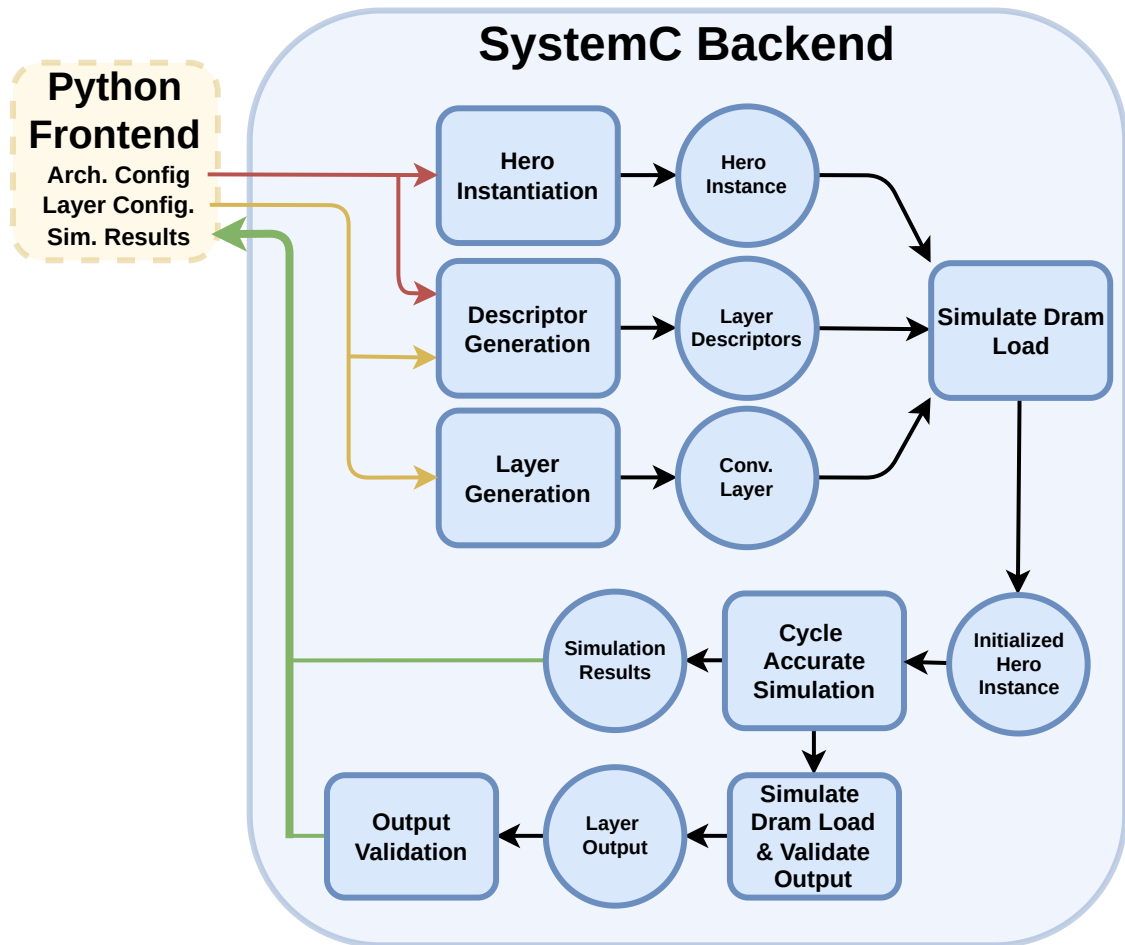 SystemC Backend
Python
Frontend
Arch. Config
Layer Config.
Sim. Results
Hero
Instantiation
Hero
Instance
Descriptor
Generation
Layer
Descriptors
Simulate Dram
Load
Layer
Generation
Conv.
Layer
Simulation
Results
Cycle
Accurate
Simulation
Initialized
Hero
Instance
Output
Validation
Layer
Output
Simulate
Dram Load
& Validate
Output